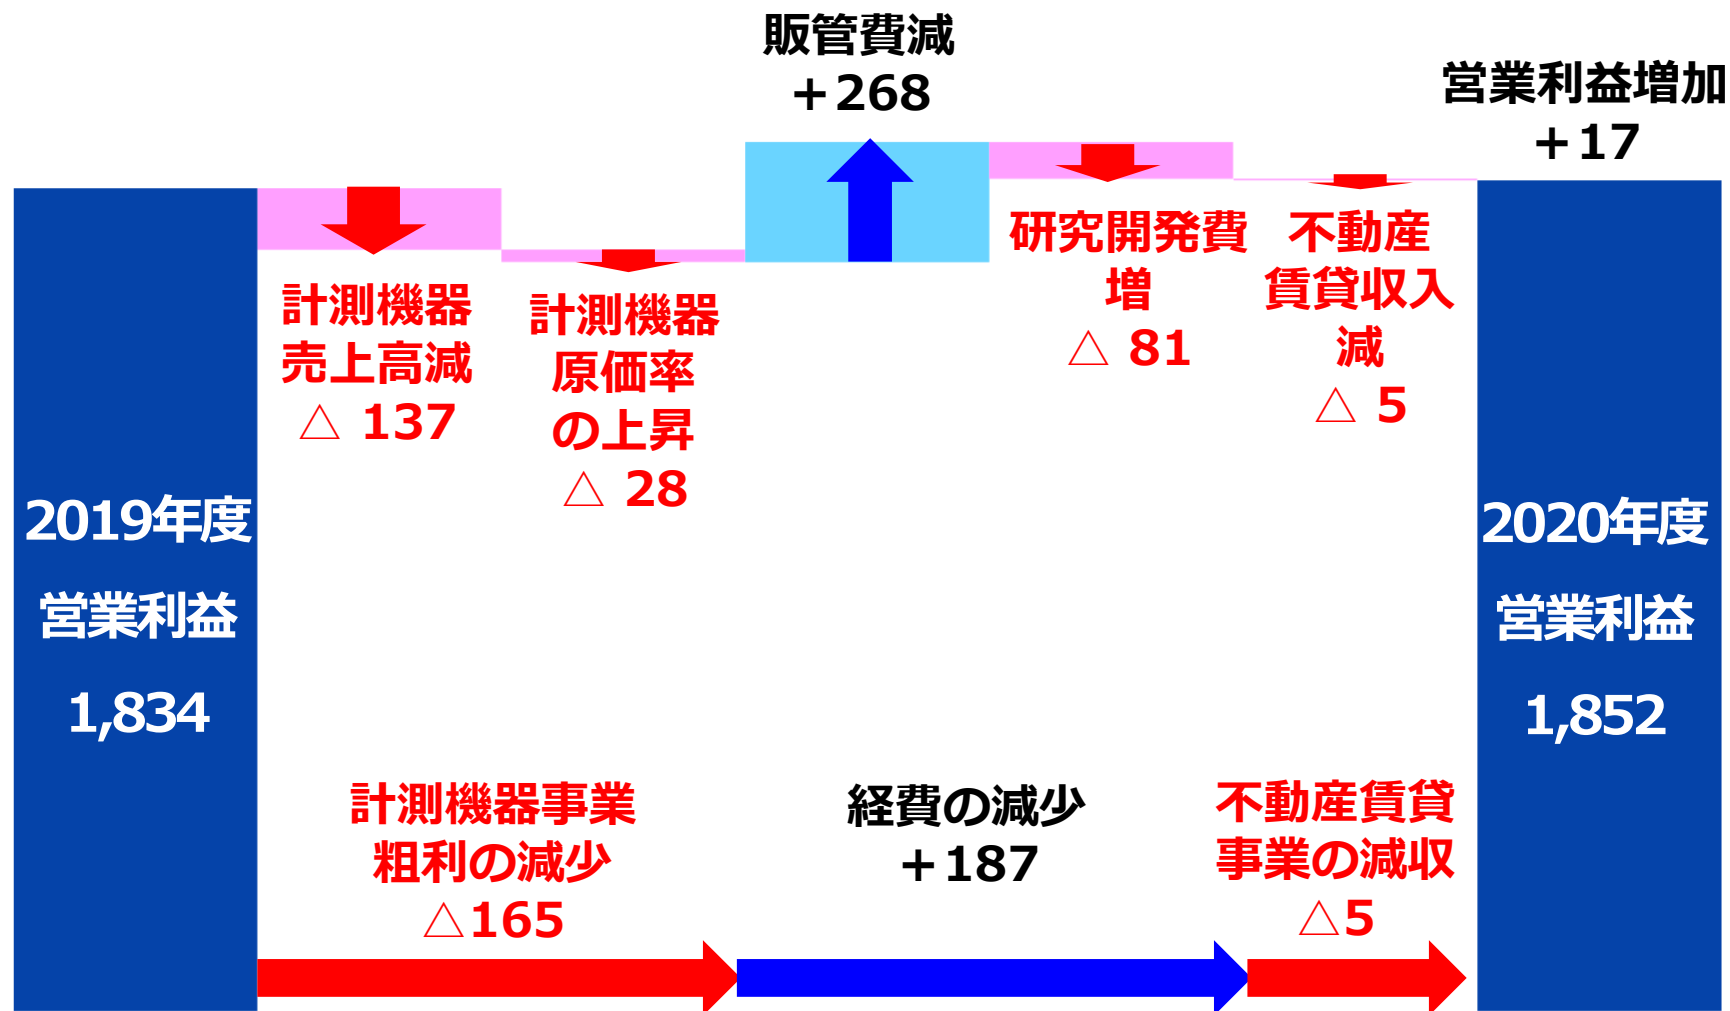 販管費減
＋268
営業利益増加
＋17
計測機器
売上高減
△ 137
計測機器
原価率
の上昇
△ 28
研究開発費
増
△ 81
不動産
賃貸収入
減
△ 5
2019年度
営業利益
1,834
2020年度
営業利益
1,852
計測機器事業
粗利の減少
△165
経費の減少
＋187
不動産賃貸
事業の減収
△5